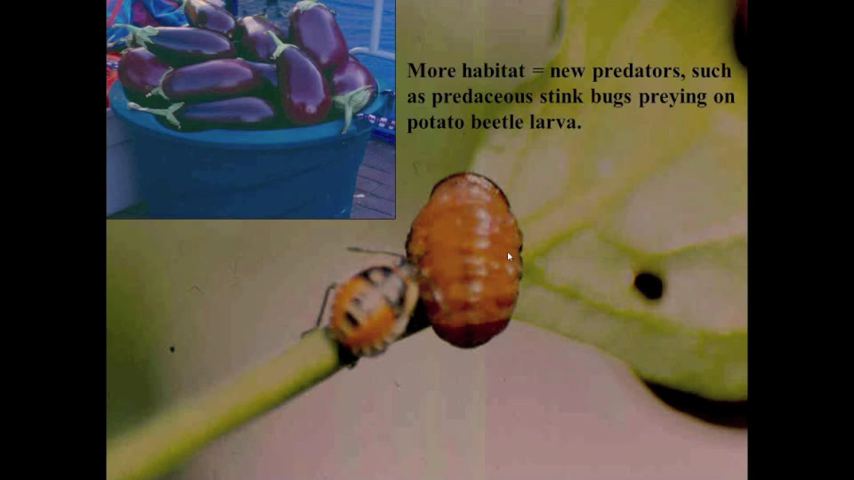 More habitat = new predators, such
as predaceous stink bugs preying on
potato beetle larva.